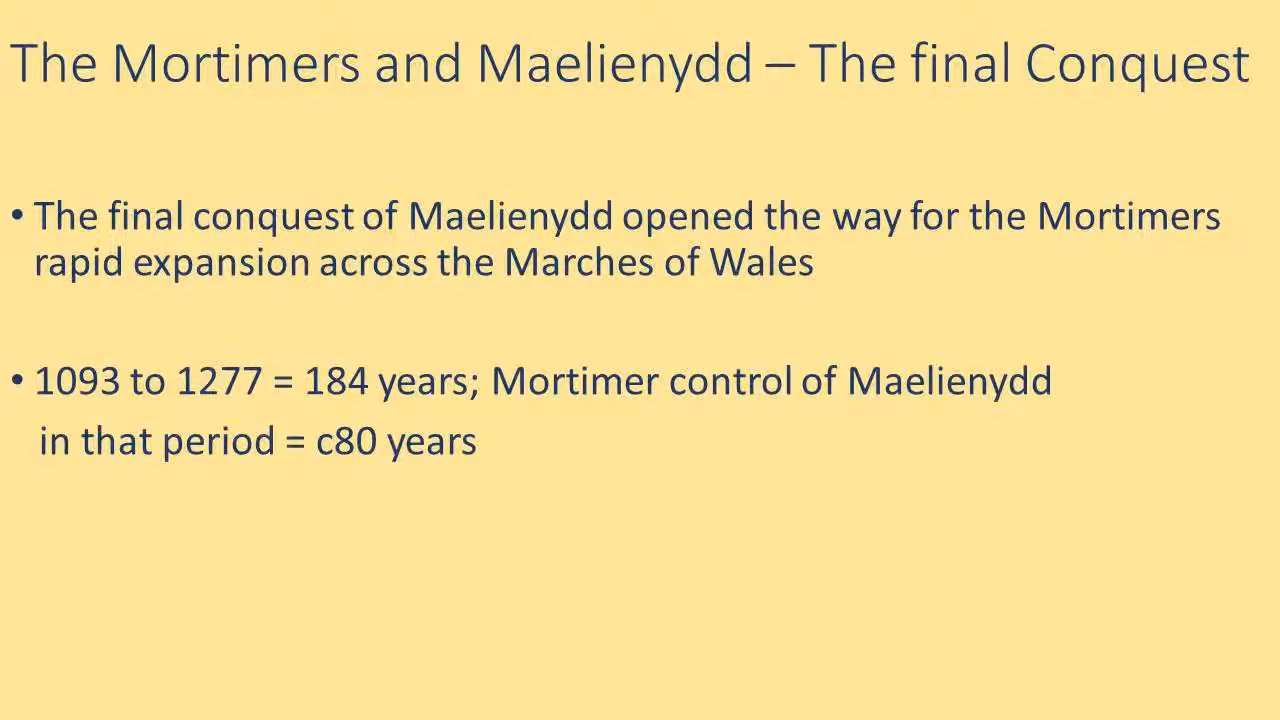 The Mortimers and Maelienydd – The final Conquest
• The final conquest of Maelienydd opened the way for the Mortimers
rapid expansion across the Marches of Wales
• 1093 to 1277 = 184 years; Mortimer control of Maelienydd
in that period = c80 years